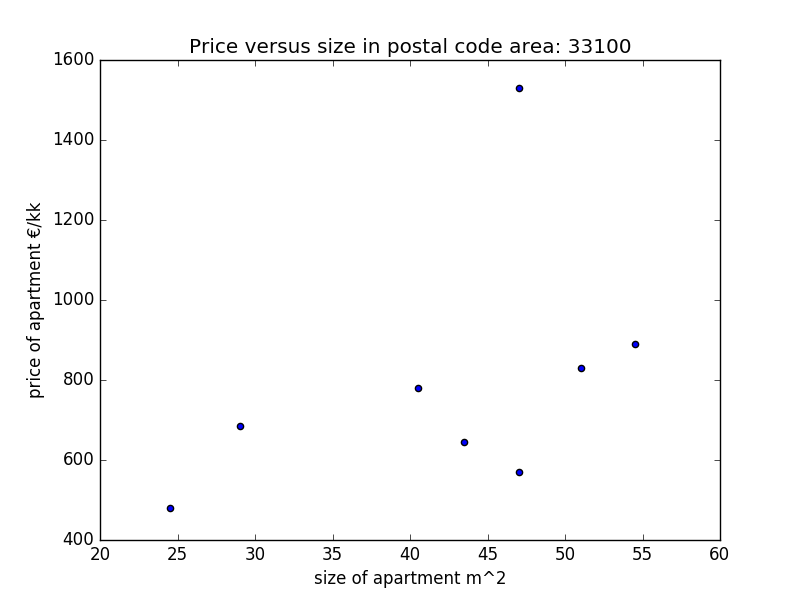 Price versus size in postal code area: 33100
1600
1400
1200
1000
800
600
400
price of apartment €/kk
20 25 30 35 40 45 50 55 60
size of apartment m^2